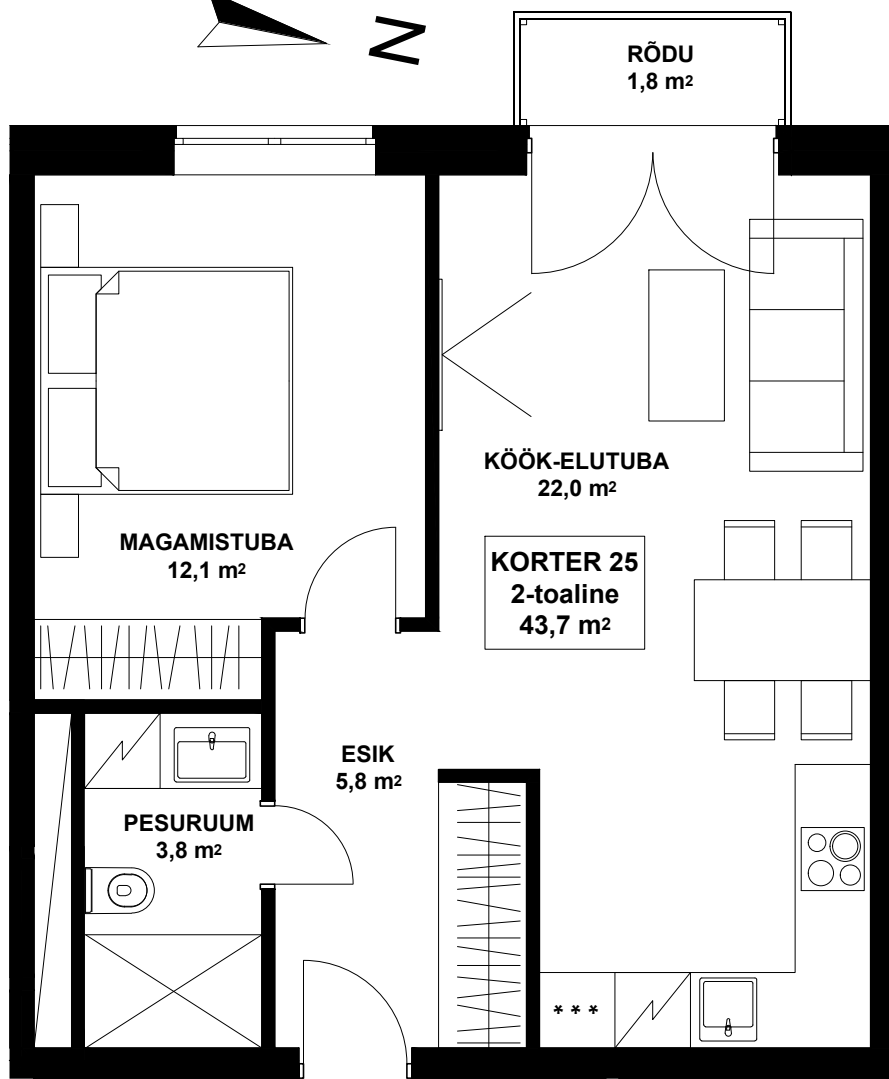 N
RÕDU
1,8 m²
KÖÖK-ELUTUBA
22,0 m²
MAGAMISTUBA
12,1 m²
KORTER 25
2-toaline
43,7 m²
ESIK
5,8 m²
PESURUUM
3,8 m²
* * *